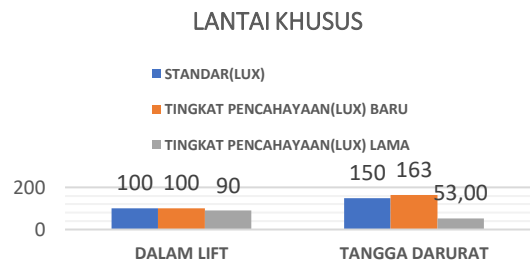 LANTAI KHUSUS
STANDAR(LUX)
TINGKAT PENCAHAYAAN(LUX) BARU
TINGKAT PENCAHAYAAN(LUX) LAMA
100 100 90 150 163 53,00
200
0
DALAM LIFT TANGGA DARURAT